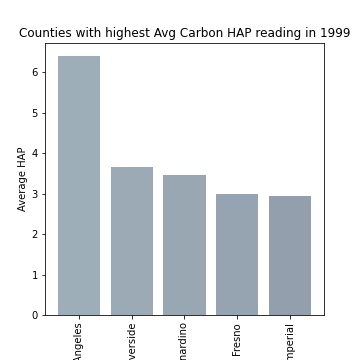 Counties with highest Avg Carbon HAP reading in 1999
Average HAP
6
5
4
3
2
1
0
Angeles
verside
nardino
Fresno
mperial